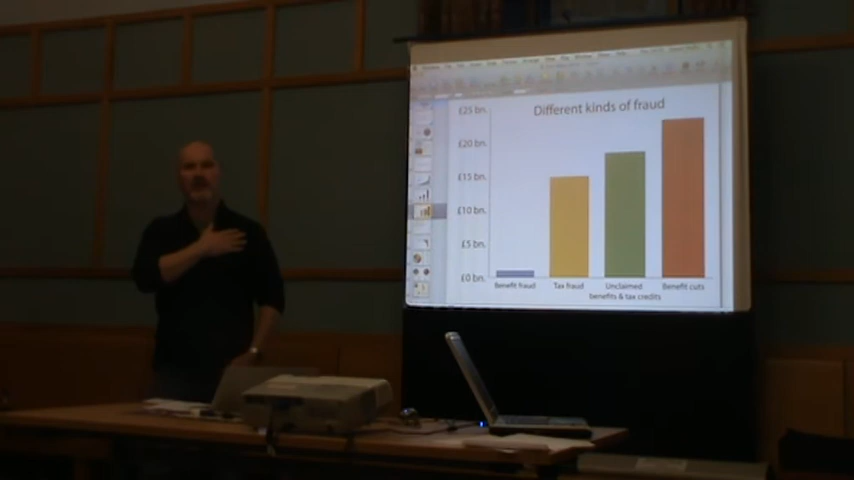 Different kinds of fraud
£25 bn.
£20 bn.
£15 bn.
£10 bn.
£5 bn.
£0 bn.
Benefit fraud
Tax fraud
Unclaimed
benefits & tax credits
Benefit cuts